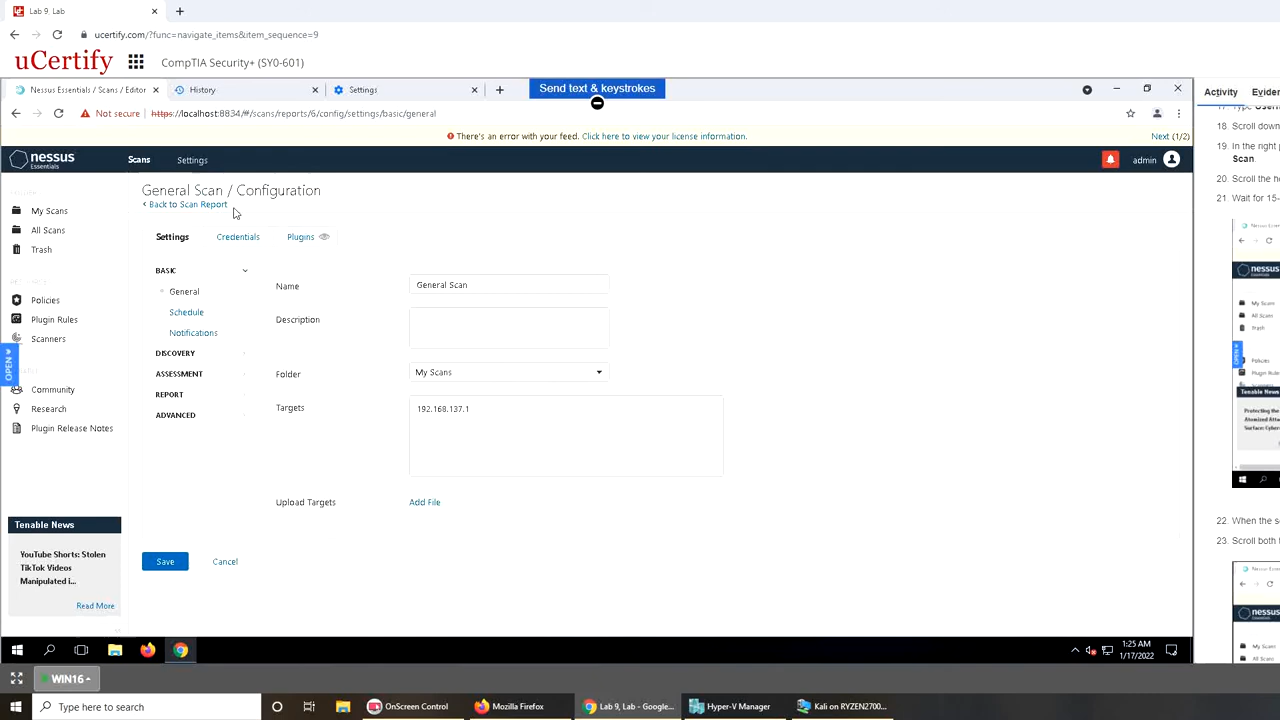 Lab 9, Lab
ucertify.com/?func=navigate_items&item_sequence=9
uCertify
CompTIA Security+ (SY0-601)
Nessus Essentials / Scans / Editor
History
Settings
Send text & keystrokes
Activity
Eviden
Not secure
https://localhost:8834/#/scans/reports/6/config/settings/basic/general
There's an error with your feed. Click here to view your license information.
Next (1/2)
nessus
Essentials
Scans
Settings
admin
General Scan / Configuration
Back to Scan Report
My Scans
All Scans
Trash
Policies
Plugin Rules
Scanners
Community
Research
Plugin Release Notes
Settings
Credentials
Plugins
BASIC
General
Schedule
Notifications
DISCOVERY
ASSESSMENT
REPORT
ADVANCED
Name
General Scan
Description
Folder
My Scans
Targets
192.168.137.1
Upload Targets
Add File
Save
Cancel
Tenable News
YouTube Shorts: Stolen
TikTok Videos
Manipulated i...
Read More
OPEN
18. Scroll down
19. In the right p
Scan.
20. Scroll the ne
21. Wait for 15-
22. When the s
23. Scroll both t
1:25 AM
1/17/2022
WIN16
Type here to search
OnScreen Control
Mozilla Firefox
Lab 9, Lab - Google...
Hyper-V Manager
Kali on RYZEN2700...